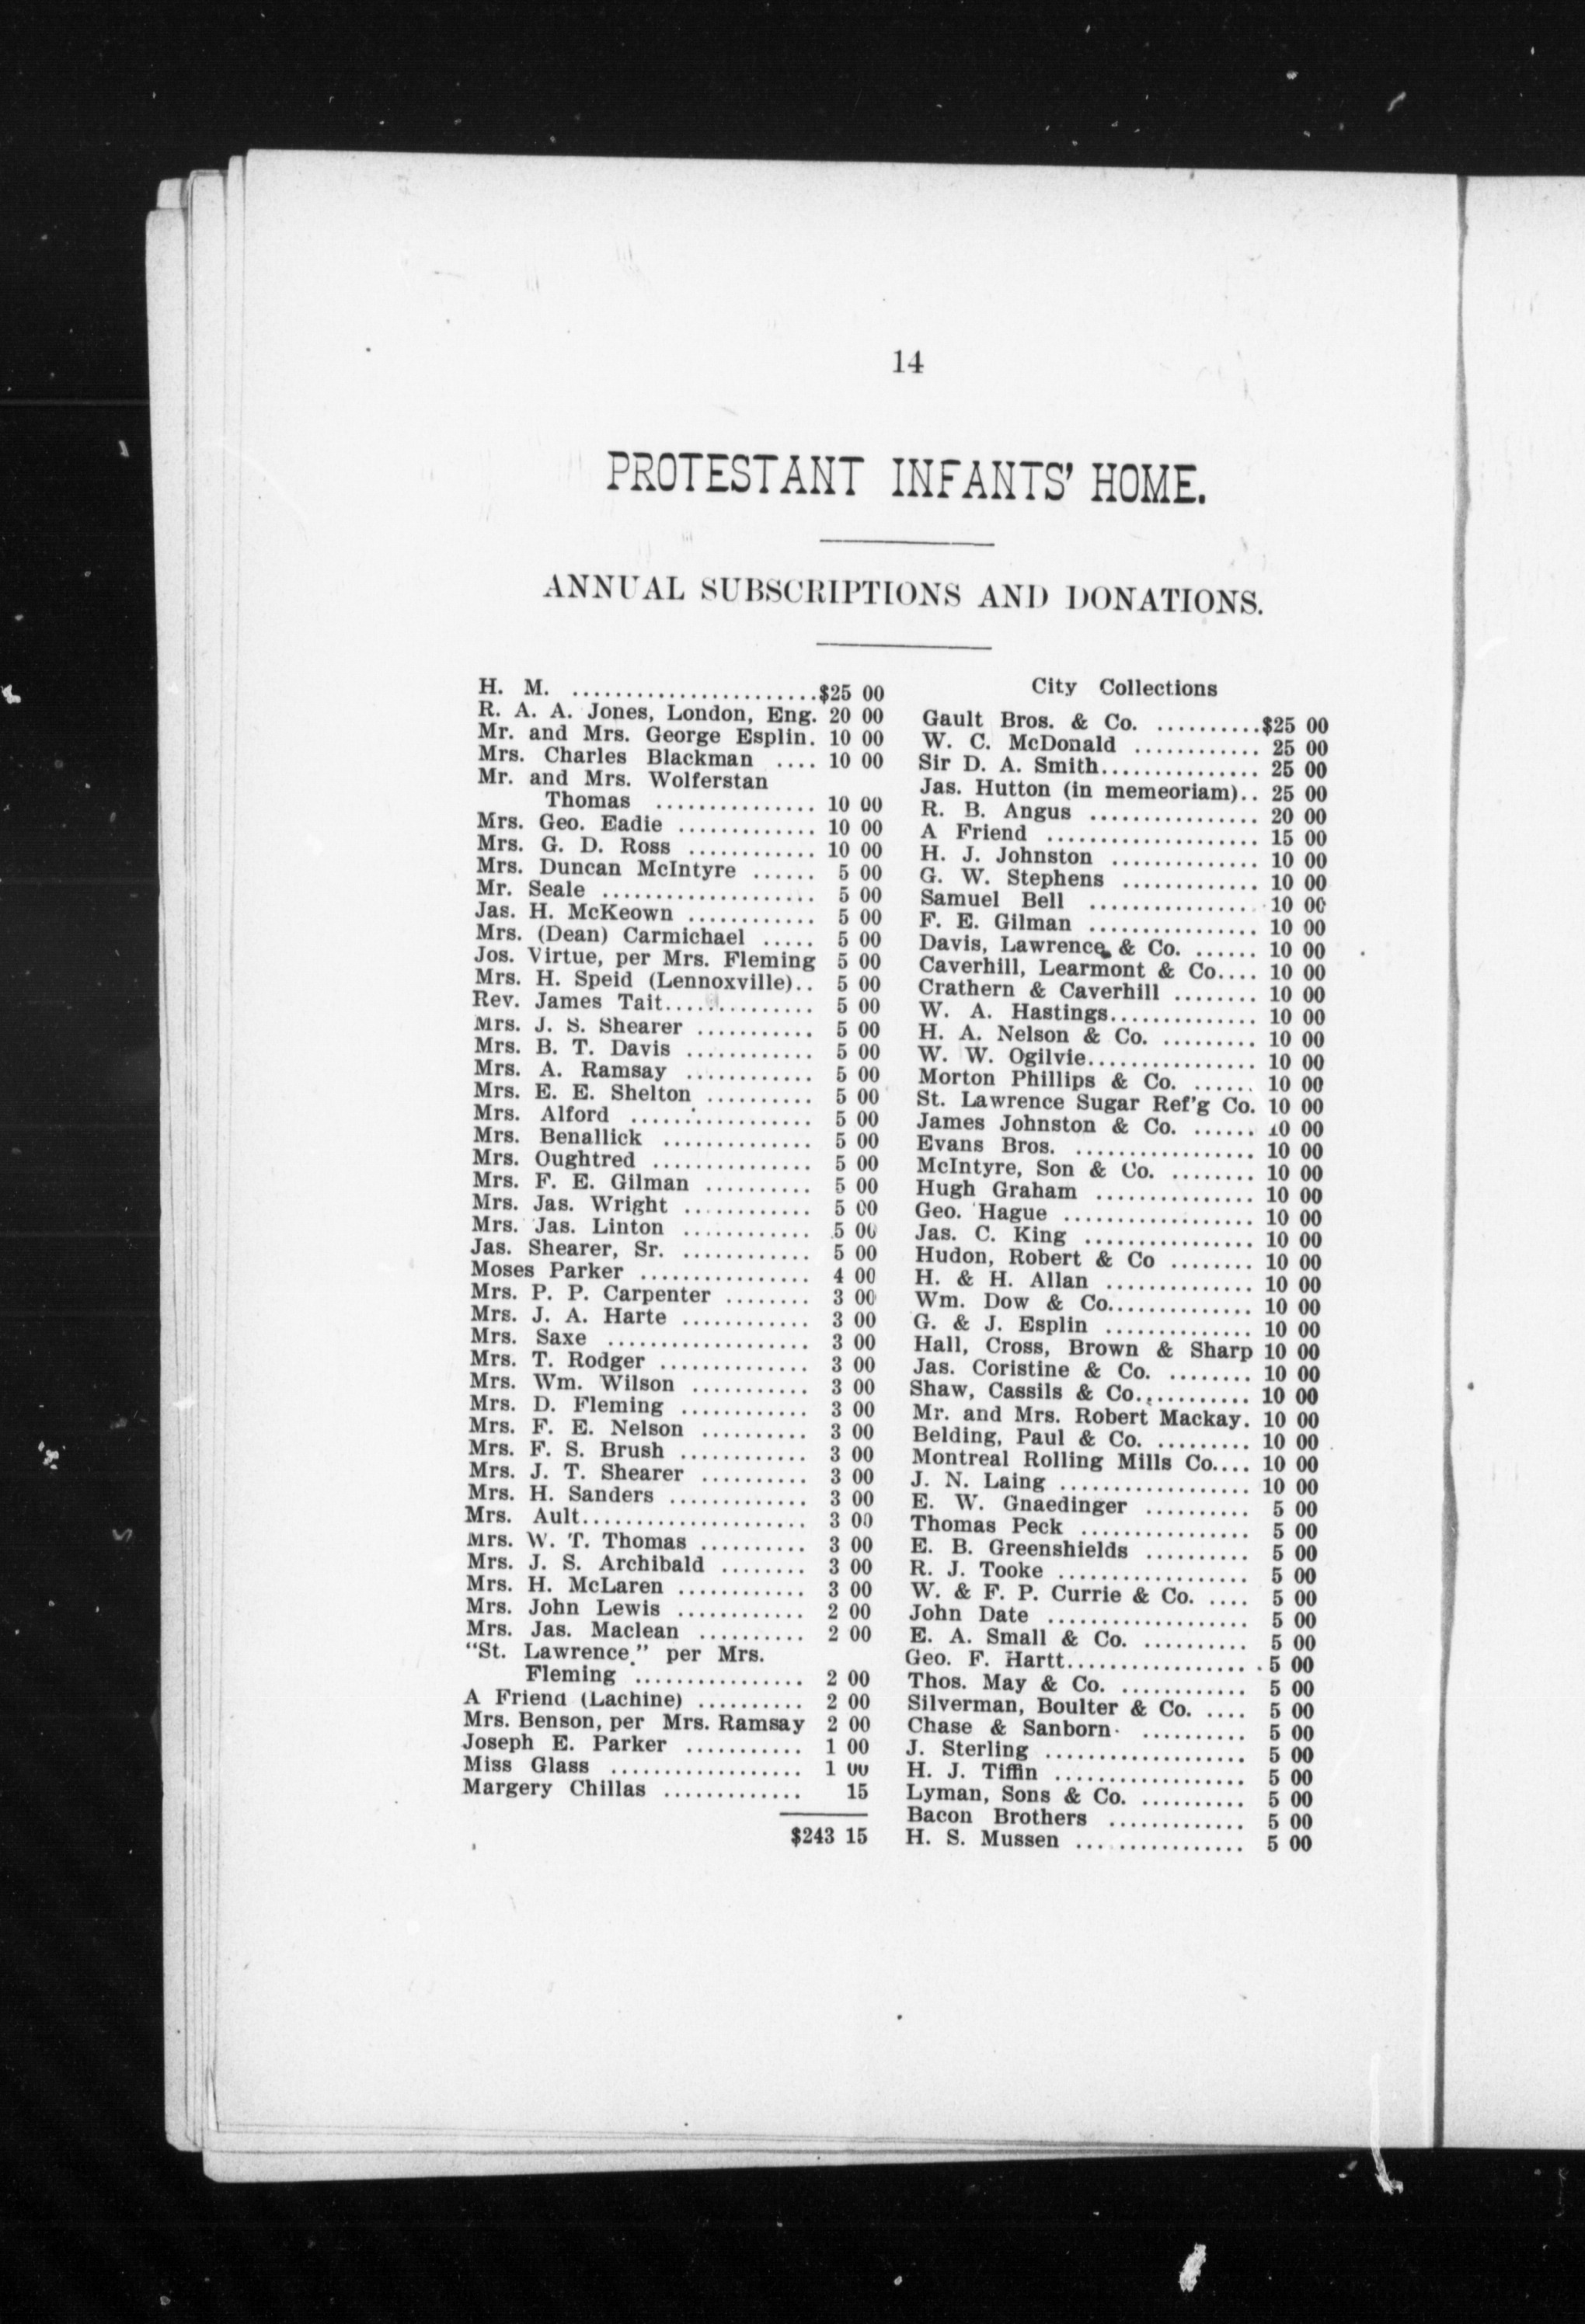 14
PROTESTANT INFANTS' HOME.
ANNUAL SUBSCRIPTIONS AND DONATIONS.
H. M. .......................$25 00
R. A. A. Jones, London, Eng. 20 00
Mr. and Mrs. George Esplin. 10 00
Mrs. Charles Blackman .... 10 00
Mr. and Mrs. Wolferstan
Thomas ............... 10 00
Mrs. Geo. Eadie ............. 10 00
Mrs. G. D. Ross ............ 10 00
Mrs. Duncan McIntyre ...... 5 00
Mr. Seale .................... 5 00
Jas. H. McKeown ............ 5 00
Mrs. (Dean) Carmichael ..... 5 00
Jos. Virtue, per Mrs. Fleming 5 00
Mrs. H. Speid (Lennoxville).. 5 00
Rev. James Tait.............. 5 00
Mrs. J. S. Shearer ........... 5 00
Mrs. B. T. Davis ............ 5 00
Mrs. A. Ramsay ............ 5 00
Mrs. E. E. Shelton .......... 5 00
Mrs. Alford ................. 5 00
Mrs. Benallick .............. 5 00
Mrs. Oughtred ............... 5 00
Mrs. F. E. Gilman .......... 5 00
Mrs. Jas. Wright ............ 5 00
Mrs. Jas. Linton ............ 5 00
Jas. Shearer, Sr. ............ 5 00
Moses Parker ................ 4 00
Mrs. P. P. Carpenter ........ 3 00
Mrs. J. A. Harte ............ 3 00
Mrs. Saxe ................... 3 00
Mrs. T. Rodger .............. 3 00
Mrs. Wm. Wilson ........... 3 00
Mrs. D. Fleming ............ 3 00
Mrs. F. E. Nelson .......... 3 00
Mrs. F. S. Brush ............ 3 00
Mrs. J. T. Shearer .......... 3 00
Mrs. H. Sanders ............. 3 00
Mrs. Ault..................... 3 00
Mrs. W. T. Thomas .......... 3 00
Mrs. J. S. Archibald ........ 3 00
Mrs. H. McLaren ............ 3 00
Mrs. John Lewis ............ 2 00
Mrs. Jas. Maclean .......... 2 00
"St. Lawrence." per Mrs.
Fleming ................ 2 00
A Friend (Lachine) .......... 2 00
Mrs. Benson, per Mrs. Ramsay 2 00
Joseph E. Parker ........... 1 00
Miss Glass .................. 1 00
Margery Chillas ............. 15
$243 15
City Collections
Gault Bros. & Co. ..........$25 00
W. C. McDonald ............ 25 00
Sir D. A. Smith............... 25 00
Jas. Hutton (in memeoriam).. 25 00
R. B. Angus ................ 20 00
A Friend .................... 15 00
H. J. Johnston .............. 10 00
G. W. Stephens ............. 10 00
Samuel Bell ................ 10 00
F. E. Gilman ................ 10 00
Davis, Lawrence & Co. ...... 10 00
Caverhill, Learmont & Co.... 10 00
Crathern & Caverhill ........ 10 00
W. A. Hastings.............. 10 00
H. A. Nelson & Co. ......... 10 00
W. W. Ogilvie................ 10 00
Morton Phillips & Co. ...... 10 00
St. Lawrence Sugar Ref'g Co. 10 00
James Johnston & Co. ...... 10 00
Evans Bros. ................. 10 00
McIntyre, Son & Co. ........ 10 00
Hugh Graham ............... 10 00
Geo. Hague .................. 10 00
Jas. C. King ................ 10 00
Hudon, Robert & Co ........ 10 00
H. & H. Allan .............. 10 00
Wm. Dow & Co.............. 10 00
G. & J. Esplin .............. 10 00
Hall, Cross, Brown & Sharp 10 00
Jas. Coristine & Co. ........ 10 00
Shaw, Cassils & Co........... 10 00
Mr. and Mrs. Robert Mackay. 10 00
Belding, Paul & Co. ......... 10 00
Montreal Rolling Mills Co.... 10 00
J. N. Laing .................. 10 00
E. W. Gnaedinger .......... 5 00
Thomas Peck ................ 5 00
E. B. Greenshields .......... 5 00
R. J. Tooke .................. 5 00
W. & F. P. Currie & Co. .... 5 00
John Date ................... 5 00
E. A. Small & Co. .......... 5 00
Geo. F. Hartt.................. 5 00
Thos. May & Co. ............ 5 00
Silverman, Boulter & Co. .... 5 00
Chase & Sanborn .......... 5 00
J. Sterling ................... 5 00
H. J. Tiffin .................. 5 00
Lyman, Sons & Co. .......... 5 00
Bacon Brothers ............. 5 00
H. S. Mussen ................ 5 00